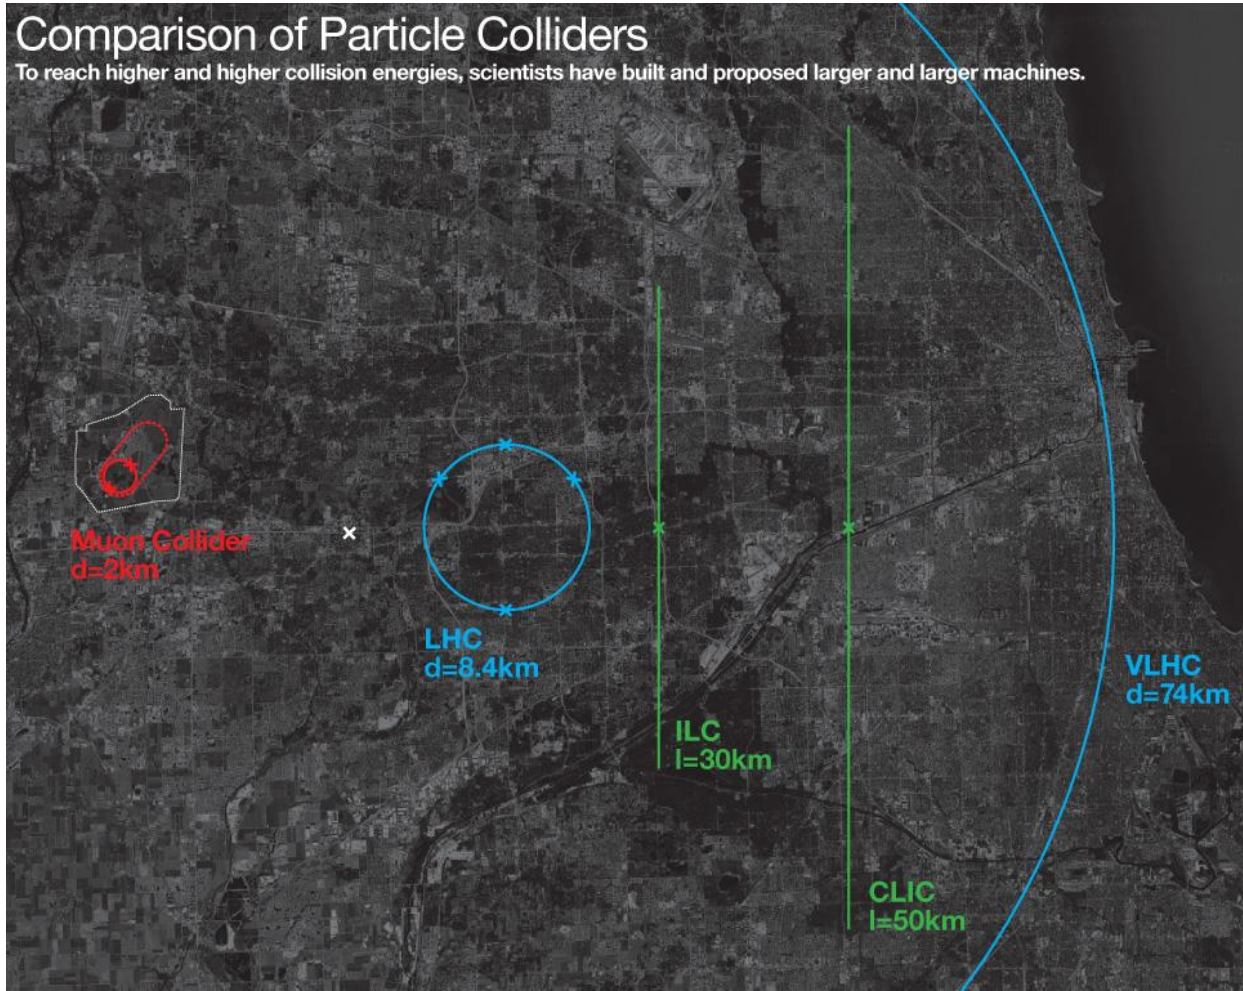 Comparison of Particle Colliders
To reach higher and higher collision energies, scientists have built and proposed larger and larger machines.
Muon Collider
d=2km
LHC
d=8.4km
ILC
l=30km
VLHC
d=74km
CLIC
l=50km